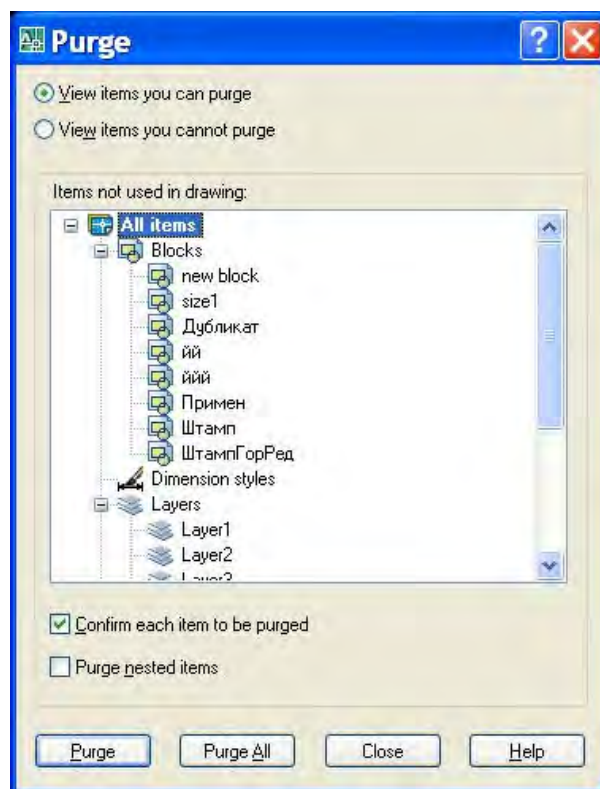 Purge
View items you can purge
View items you cannot purge
Items not used in drawing:
All items
Blocks
new block
size1
Дубликат
йй
ййй
Примен
Штамп
ШтампГорРед
Dimension styles
Layers
Layer1
Layer2
Layer3
Confirm each item to be purged
Purge nested items
Purge Purge All Close Help